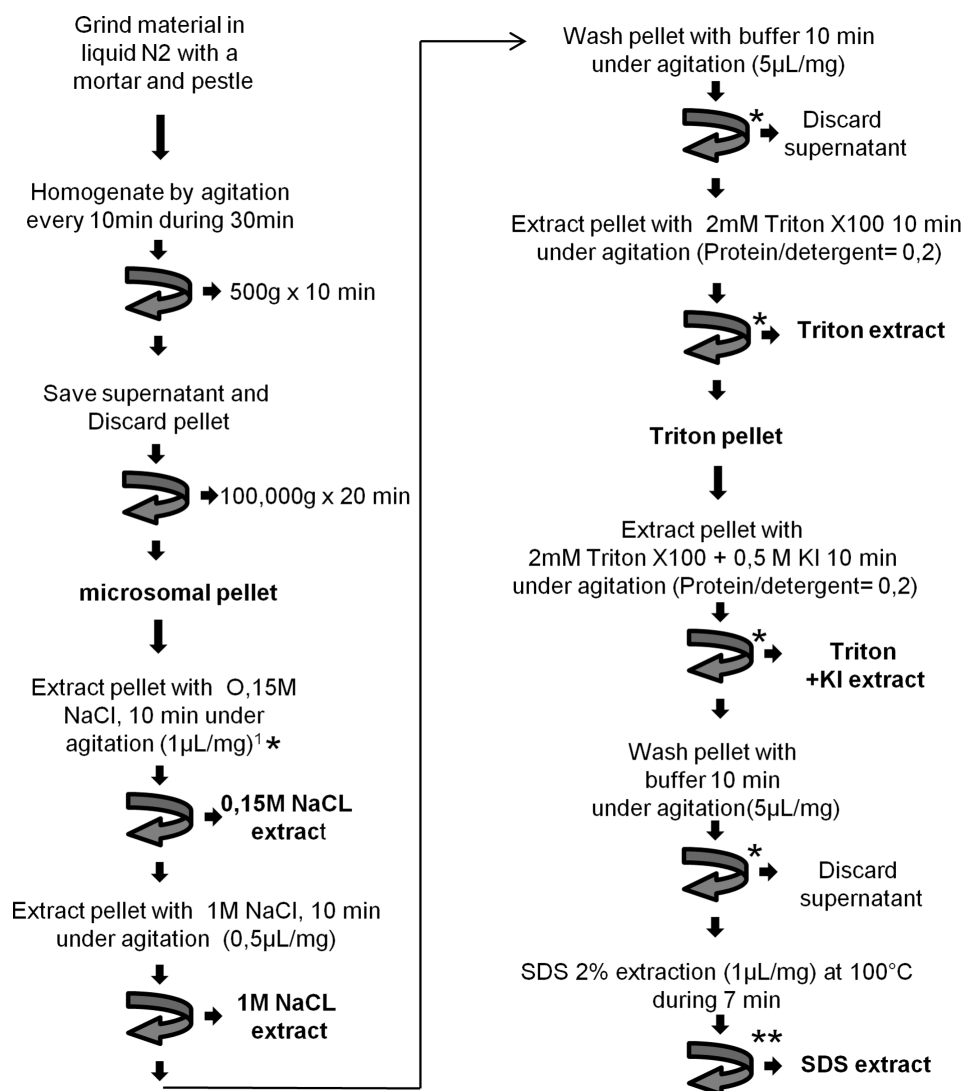 Grind material in
liquid N2 with a
mortar and pestle
Homogenate by agitation
every 10min during 30min
500g x 10 min
Save supernatant and
Discard pellet
100,000g x 20 min
microsomal pellet
Extract pellet with O,15M
NaCl, 10 min under
agitation (1µL/mg)¹ *
0,15M NaCL
extract
Extract pellet with 1M NaCl, 10 min
under agitation (0,5µL/mg)
1M NaCL
extract
Wash pellet with buffer 10 min
under agitation (5µL/mg)
* Discard
supernatant
Extract pellet with 2mM Triton X100 10 min
under agitation (Protein/detergent= 0,2)
*
Triton extract
Triton pellet
Extract pellet with
2mM Triton X100 + 0,5 M KI 10 min
under agitation (Protein/detergent= 0,2)
* Triton
+KI extract
Wash pellet with
buffer 10 min
under agitation(5µL/mg)
*
Discard
supernatant
SDS 2% extraction (1µL/mg) at 100°C
during 7 min
**
SDS extract